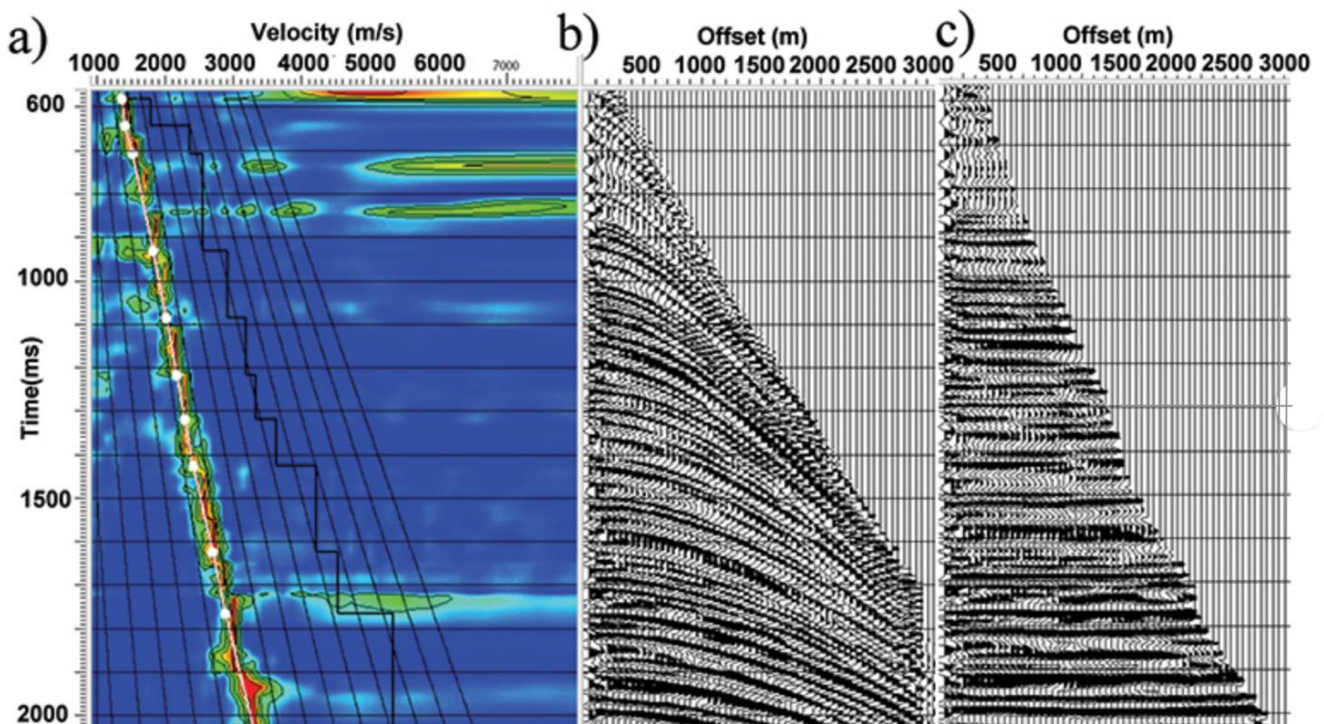 a)
Velocity (m/s)
1000 2000 3000 4000 5000 6000 7000
600
1000
1500
2000
Time(ms)
b)
Offset (m)
500 1000 1500 2000 2500 3000
c)
Offset (m)
500 1000 1500 2000 2500 3000